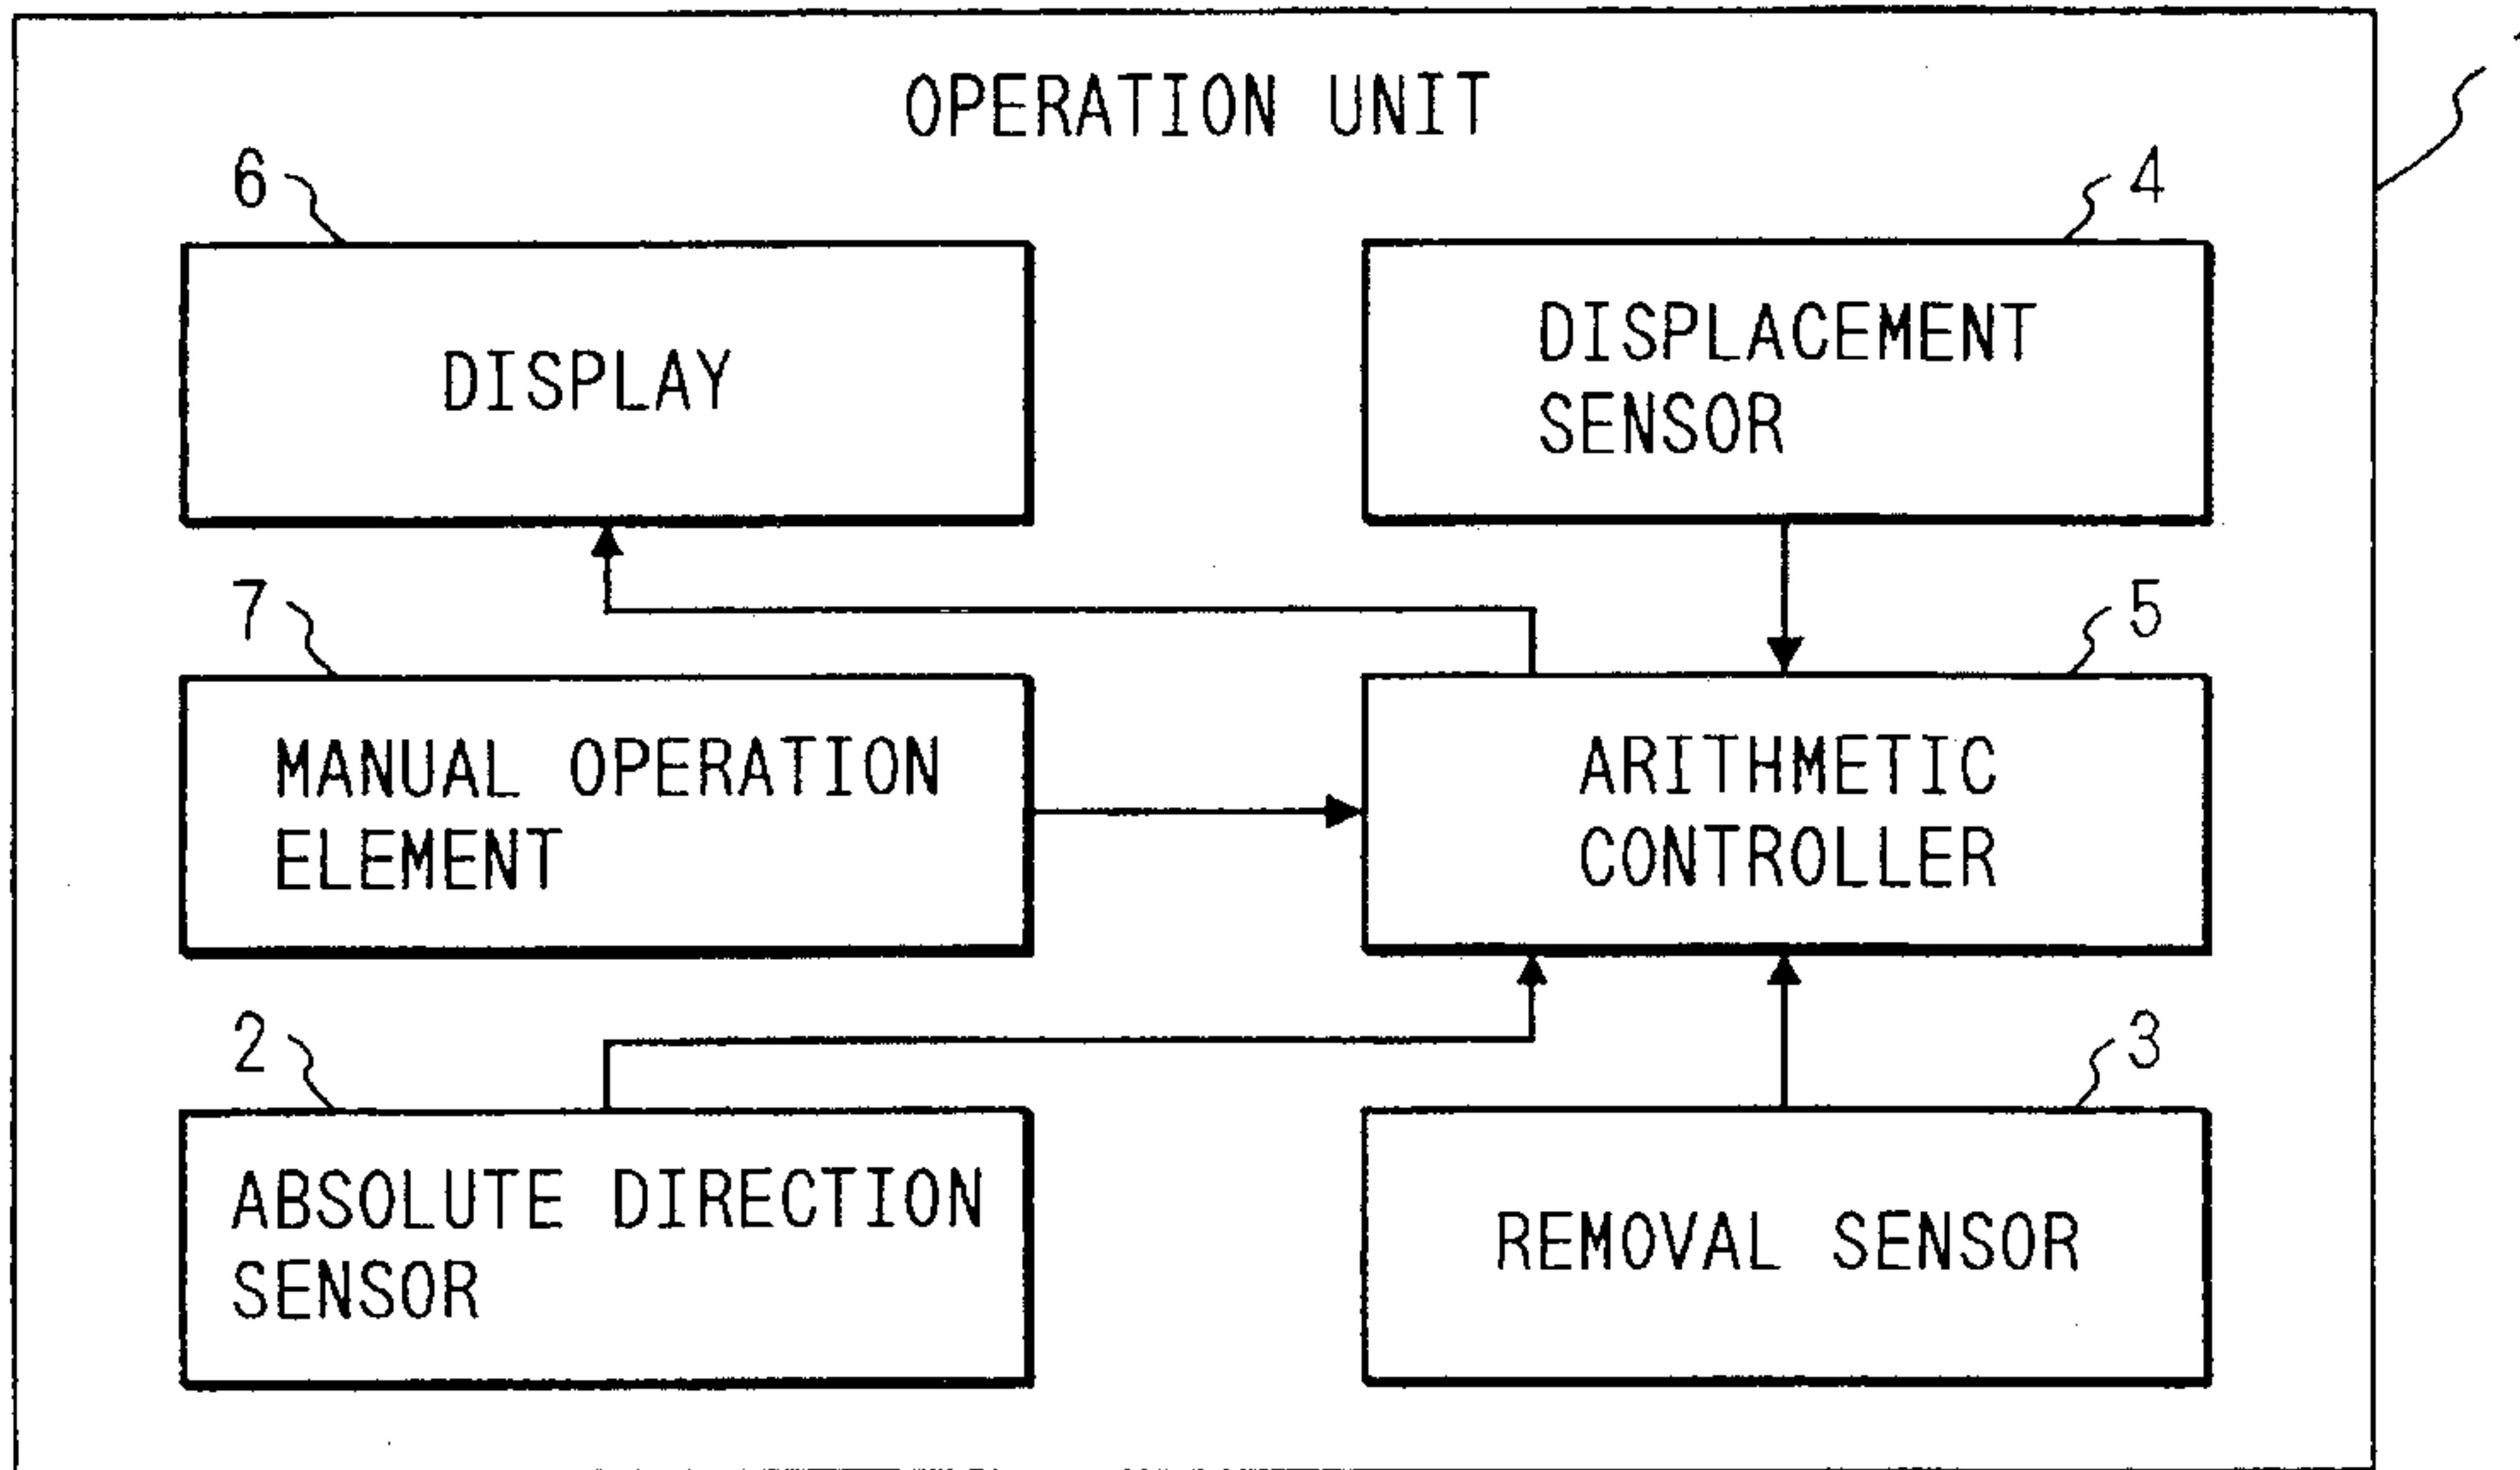 OPERATION UNIT
6
4
DISPLAY
DISPLACEMENT
SENSOR
7
5
MANUAL OPERATION
ELEMENT
ARITHMETIC
CONTROLLER
2
3
ABSOLUTE DIRECTION
SENSOR
REMOVAL SENSOR